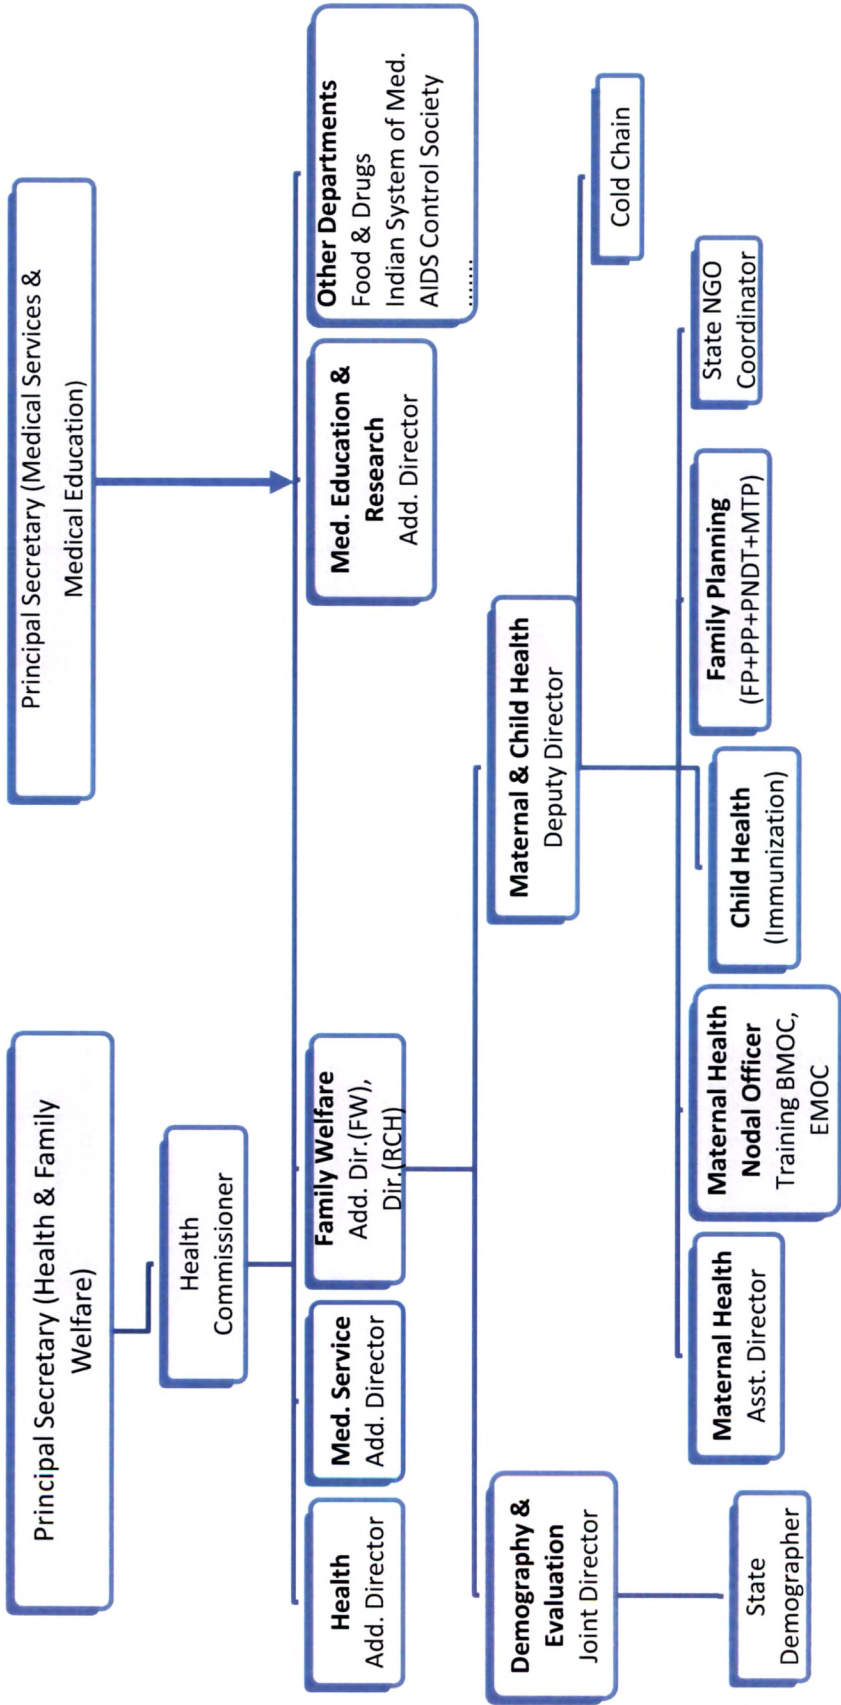 Principal Secretary (Health & Family
Welfare)
Principal Secretary (Medical Services &
Medical Education)
Health
Commissioner
Health
Add. Director
Med. Service
Add. Director
Family Welfare
Add. Dir.(FW),
Dir.(RCH)
Med. Education &
Research
Add. Director
Other Departments
Food & Drugs
Indian System of Med.
AIDS Control Society
.......
Demography &
Evaluation
Joint Director
Maternal & Child Health
Deputy Director
Cold Chain
State
Demographer
Maternal Health
Asst. Director
Maternal Health
Nodal Officer
Training BMOC,
EMOC
Child Health
(Immunization)
Family Planning
(FP+PP+PNDT+MTP)
State NGO
Coordinator